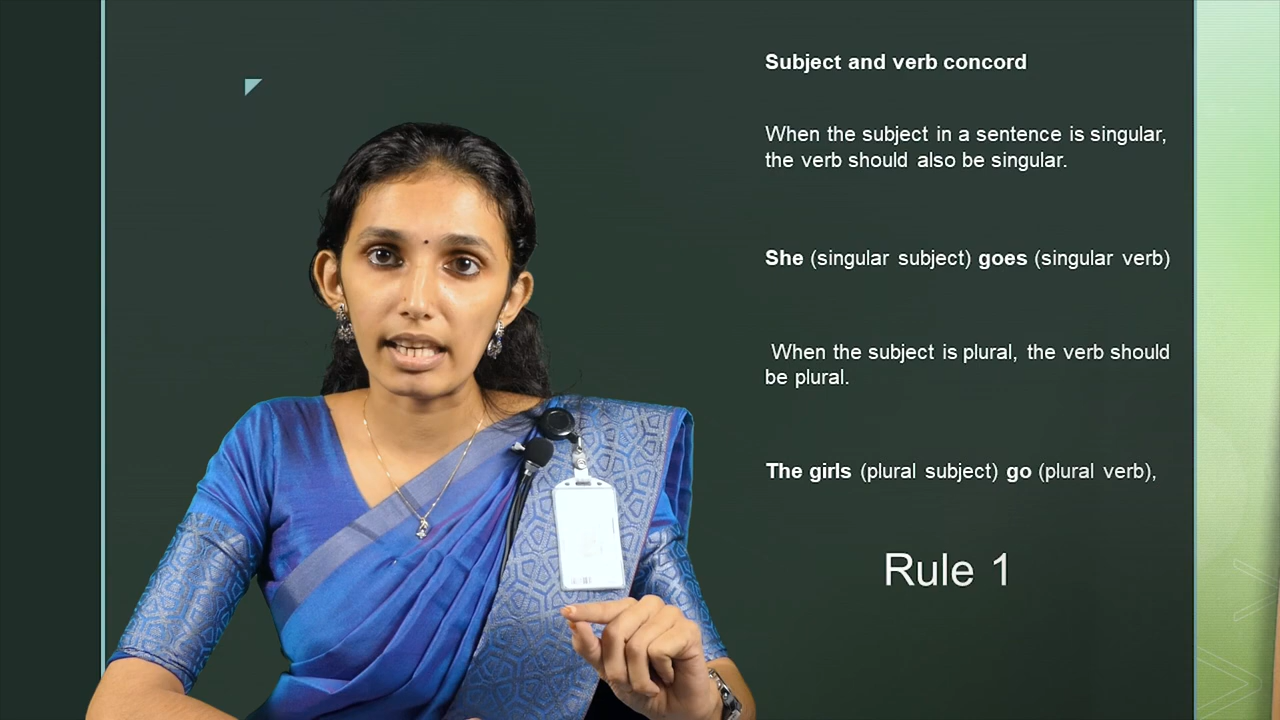 Subject and verb concord
When the subject in a sentence is singular,
the verb should also be singular.
She (singular subject) goes (singular verb)
When the subject is plural, the verb should
be plural.
The girls (plural subject) go (plural verb),
Rule 1